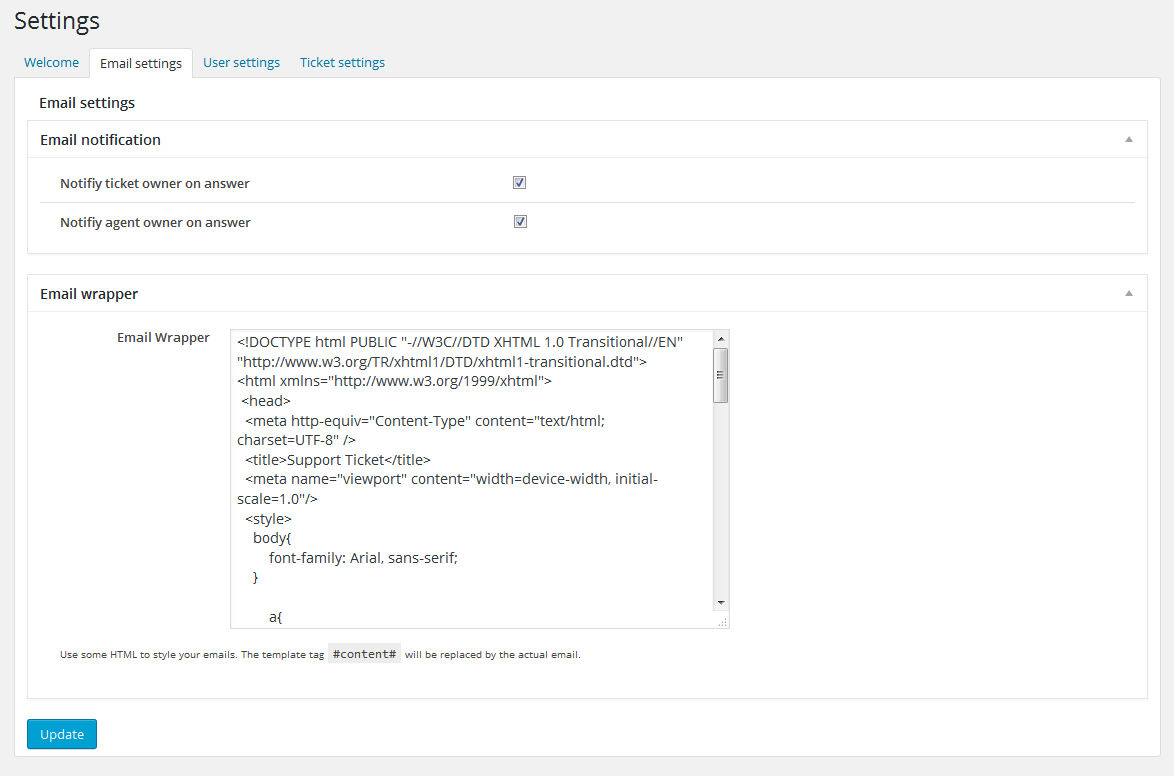 Settings
Welcome Email settings User settings Ticket settings
Email settings
Email notification
Notifiy ticket owner on answer
Notifiy agent owner on answer
Email wrapper
Email Wrapper
<!DOCTYPE html PUBLIC "-//W3C//DTD XHTML 1.0 Transitional//EN"
"http://www.w3.org/TR/xhtml1/DTD/xhtml1-transitional.dtd">
<html xmlns="http://www.w3.org/1999/xhtml">
<head>
<meta http-equiv="Content-Type" content="text/html;
charset=UTF-8" />
<title>Support Ticket</title>
<meta name="viewport" content="width=device-width, initial-
scale=1.0"/>
<style>
body{
font-family: Arial, sans-serif;
}
a{
Use some HTML to style your emails. The template tag #content# will be replaced by the actual email.
Update